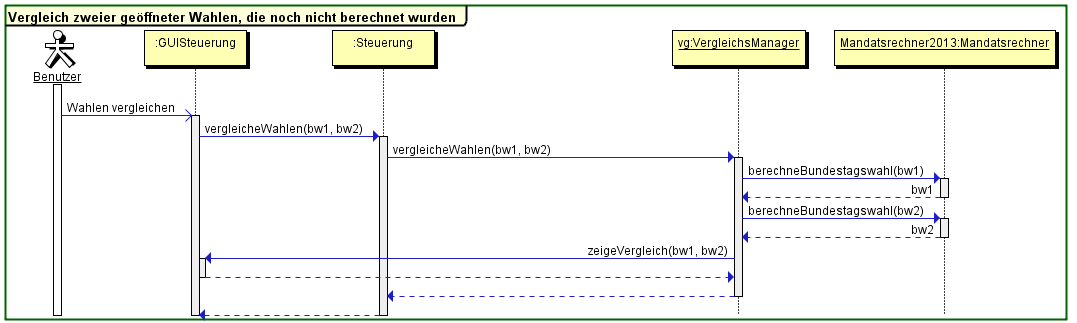 Vergleich zweier geöffneter Wahlen, die noch nicht berechnet wurden
Benutzer
:GUISteuerung
:Steuerung
vg:VergleichsManager
Mandatsrechner2013:Mandatsrechner
Wahlen vergleichen
vergleicheWahlen(bw1, bw2)
vergleicheWahlen(bw1, bw2)
berechneBundestagswahl(bw1)
bw1
berechneBundestagswahl(bw2)
bw2
zeigeVergleich(bw1, bw2)